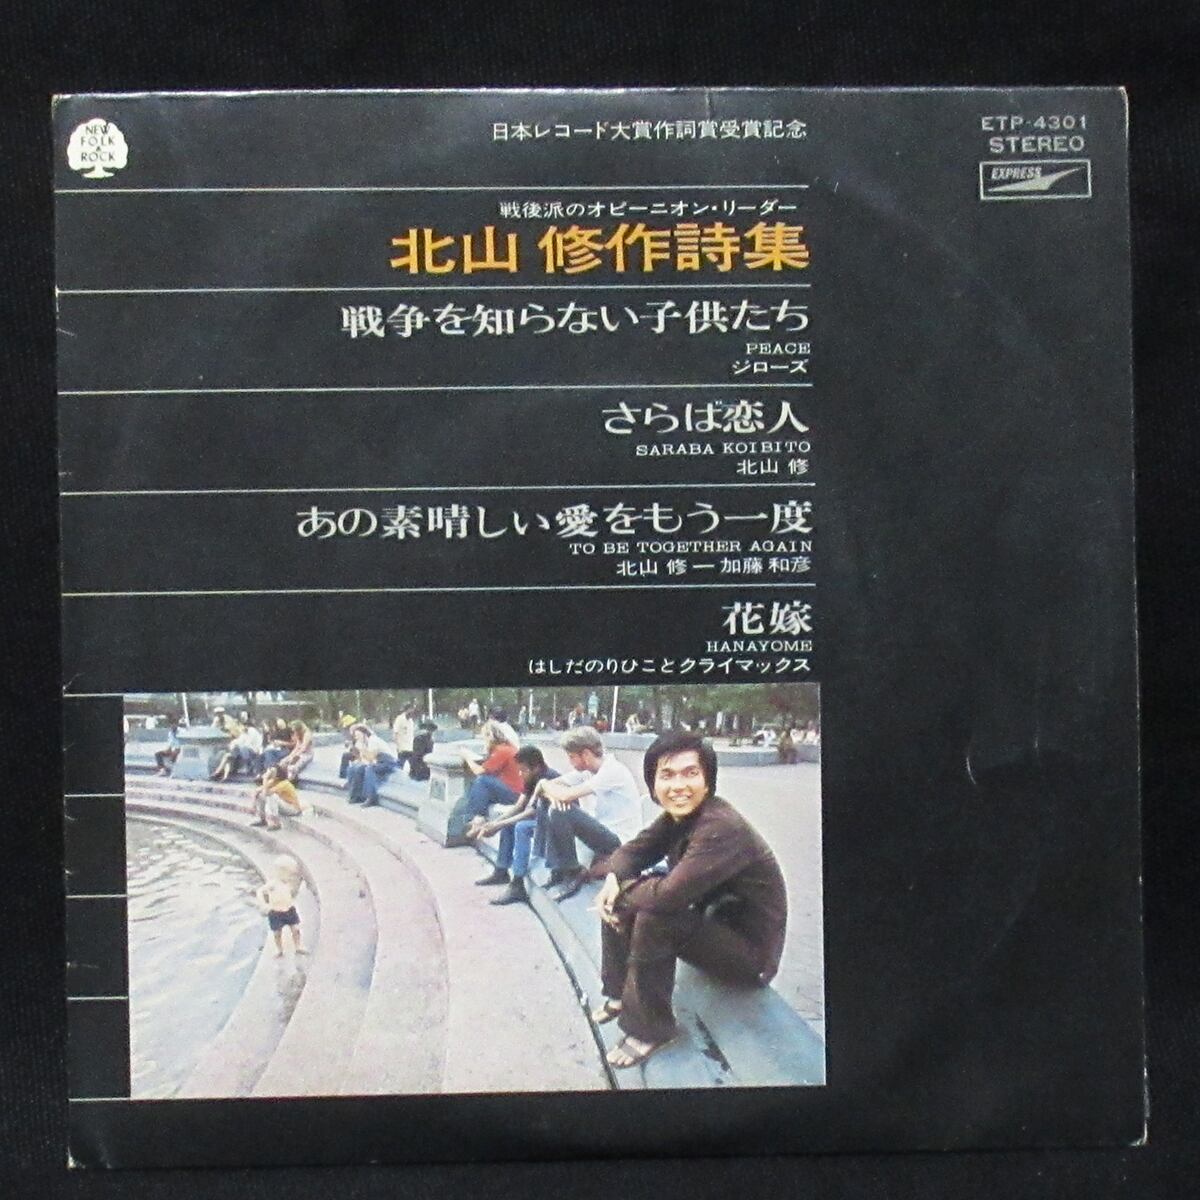 NEW
FOLK
&
ROCK
日本レコード大賞作詞賞受賞記念
ETP-4301
STEREO
EXPRESS
戦後派のオピーニオン・リーダー
北山 修作詩集
戦争を知らない子供たち
PEACE
ジローズ
さらば恋人
SARABA KOIBITO
北山 修
あの素晴しい愛をもう一度
TO BE TOGETHER AGAIN
北山 修ー加藤和彦
花嫁
HANAYOME
はしだのりひことクライマックス